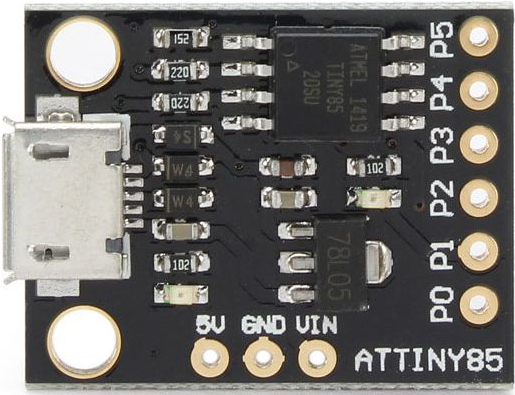 152
220
220
S4
W4
W4
102
ATMEL 1419
TINY85
20SU
102
78L05
P5
P4
P3
P2
P1
P0
5V GND VIN
ATTINY85